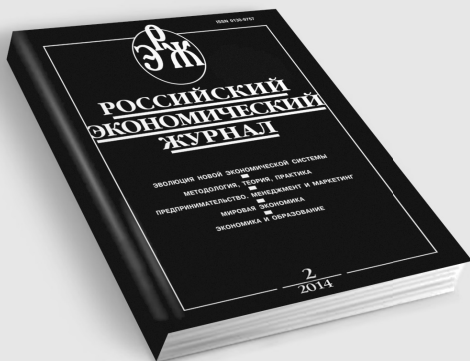 ISSN 0130-9757
ЭРЖ
РОССИЙСКИЙ
ЭКОНОМИЧЕСКИЙ
ЖУРНАЛ
ЭВОЛЮЦИЯ НОВОЙ ЭКОНОМИЧЕСКОЙ СИСТЕМЫ
МЕТОДОЛОГИЯ, ТЕОРИЯ, ПРАКТИКА
ПРЕДПРИНИМАТЕЛЬСТВО. МЕНЕДЖМЕНТ И МАРКЕТИНГ
МИРОВАЯ ЭКОНОМИКА
ЭКОНОМИКА И ОБРАЗОВАНИЕ
2
2014